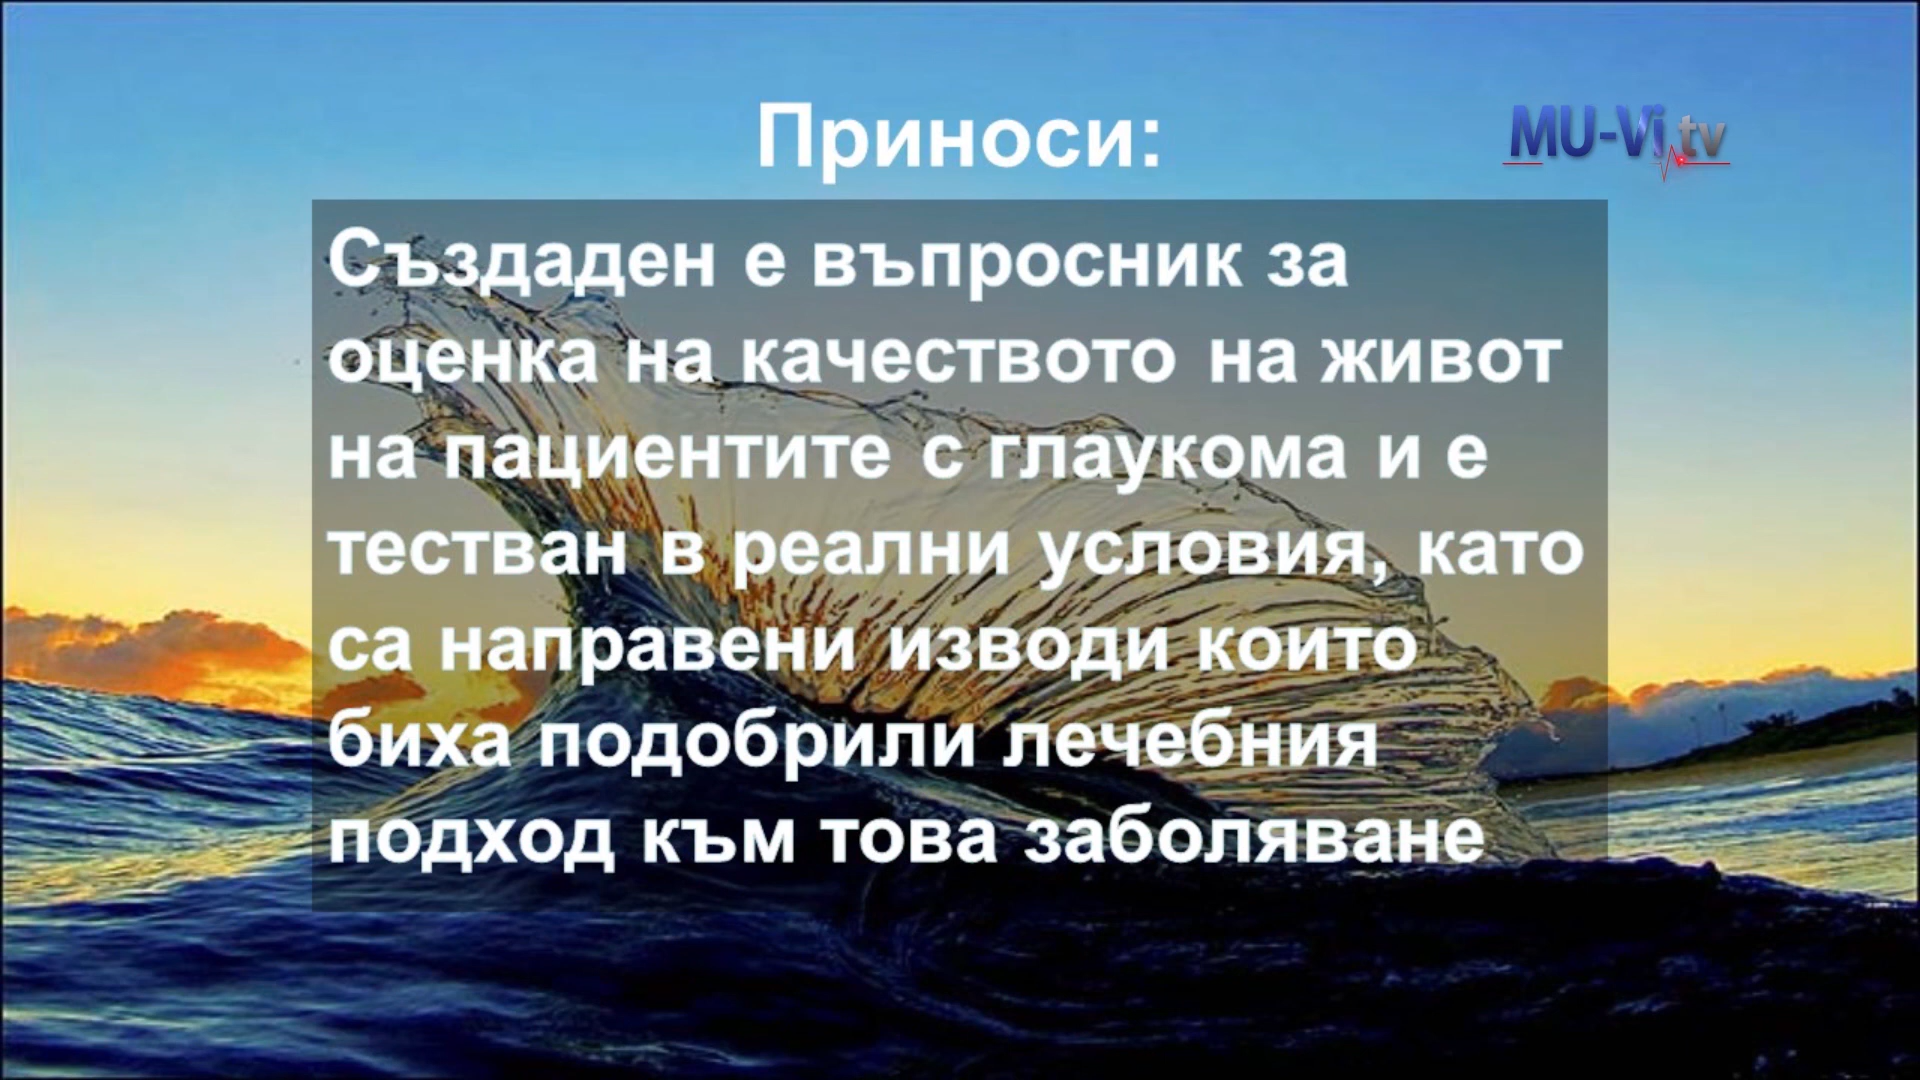 Приноси:
MU-Vi.tv
Създаден е въпросник за
оценка на качеството на живот
на пациентите с глаукома и е
тестван в реални условия, като
са направени изводи които
биха подобрили лечебния
подход към това заболяване